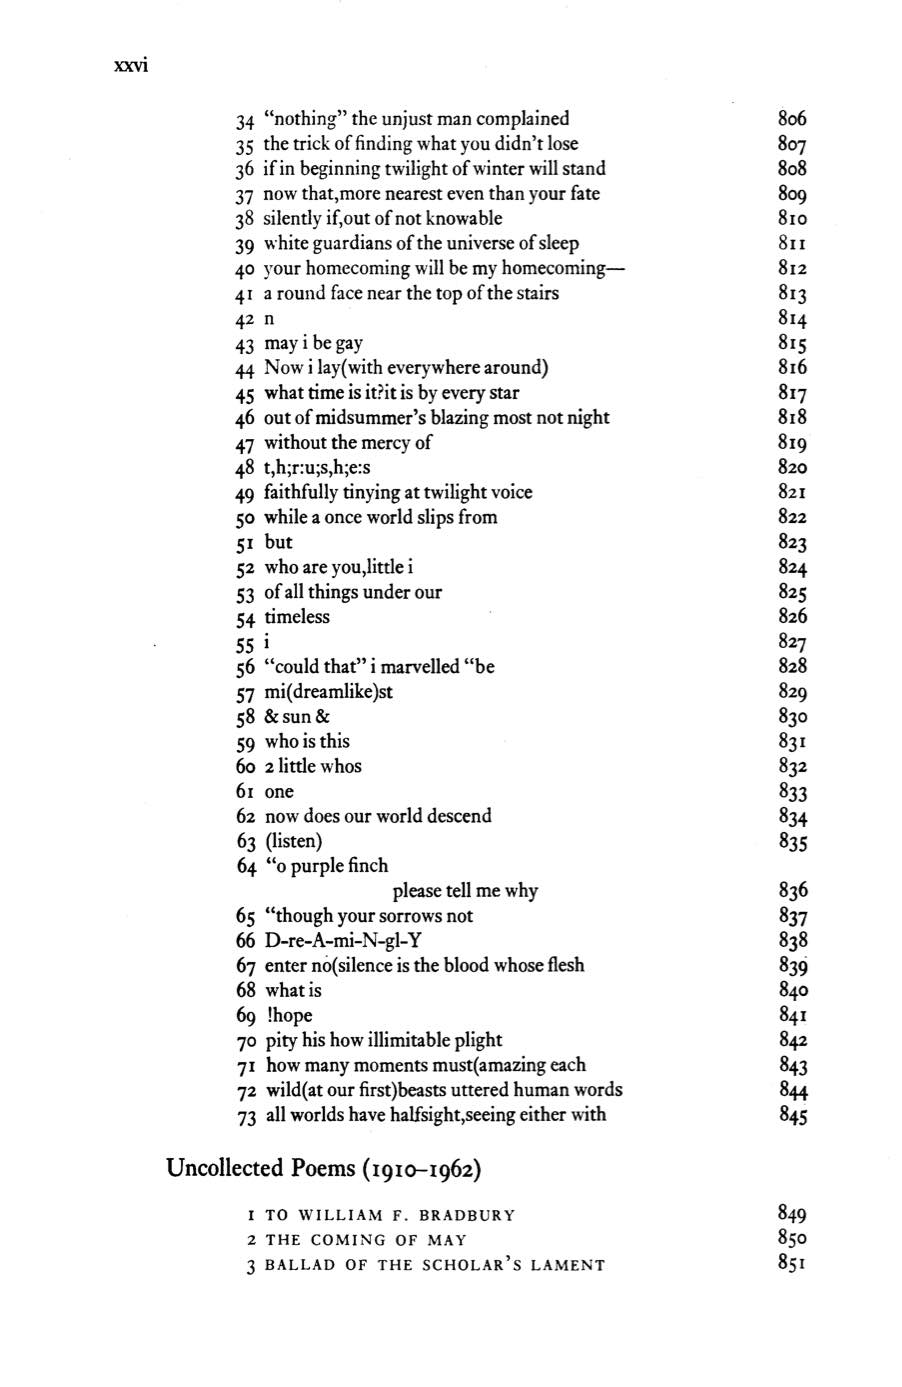 xxvi
34 “nothing” the unjust man complained 806
35 the trick of finding what you didn’t lose 807
36 if in beginning twilight of winter will stand 808
37 now that,more nearest even than your fate 809
38 silently if,out of not knowable 810
39 white guardians of the universe of sleep 811
40 your homecoming will be my homecoming— 812
41 a round face near the top of the stairs 813
42 n 814
43 may i be gay 815
44 Now i lay(with everywhere around) 816
45 what time is it?it is by every star 817
46 out of midsummer’s blazing most not night 818
47 without the mercy of 819
48 t,h;r:u;s,h;e:s 820
49 faithfully tinying at twilight voice 821
50 while a once world slips from 822
51 but 823
52 who are you,little i 824
53 of all things under our 825
54 timeless 826
55 i 827
56 “could that” i marvelled “be 828
57 mi(dreamlike)st 829
58 & sun & 830
59 who is this 831
60 2 little whos 832
61 one 833
62 now does our world descend 834
63 (listen) 835
64 “o purple finch
please tell me why 836
65 “though your sorrows not 837
66 D-re-A-mi-N-gl-Y 838
67 enter no(silence is the blood whose flesh 839
68 what is 840
69 !hope 841
70 pity his how illimitable plight 842
71 how many moments must(amazing each 843
72 wild(at our first)beasts uttered human words 844
73 all worlds have halfsight,seeing either with 845
Uncollected Poems (1910–1962)
1 TO WILLIAM F. BRADBURY 849
2 THE COMING OF MAY 850
3 BALLAD OF THE SCHOLAR’S LAMENT 851